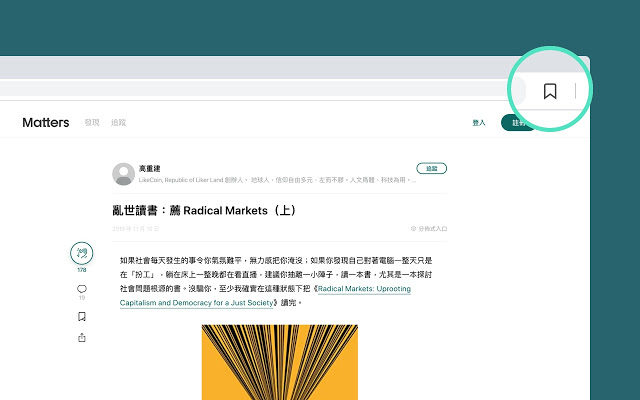 Matters 發現 追蹤 登入 註冊
高重建 追蹤
LikeCoin, Republic of Liker Land 創辦人。 地球人，信仰自由多元，左而不膠。人文為體，科技為用。...
亂世讀書：薦 Radical Markets（上）
2019 年 11 月 16 日 分佈式入口
如果社會每天發生的事令你氣氛難平，無力感把你淹沒；如果你發現自己對著電腦一整天只是
在「扮工」，躺在床上一整晚都在看直播，建議你抽離一小陣子，讀一本書，尤其是一本探討
社會問題根源的書。沒騙你，至少我確實在這種狀態下把《Radical Markets: Uprooting
Capitalism and Democracy for a Just Society》讀完。
178
19